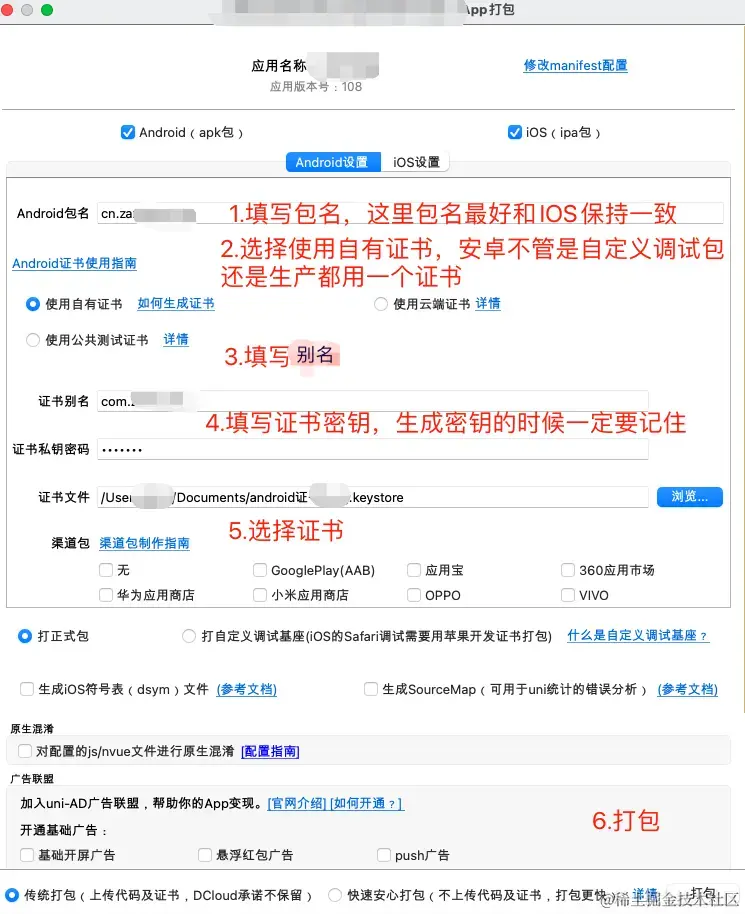 App打包
应用名称
修改manifest配置
应用版本号：108
Android（apk包）
iOS（ipa包）
Android设置 iOS设置
Android包名 cn.za
1.填写包名，这里包名最好和IOS保持一致
2.选择使用自有证书，安卓不管是自定义调试包
还是生产都用一个证书
Android证书使用指南
使用自有证书 如何生成证书 使用云端证书 详情
使用公共测试证书 详情
3.填写别名
证书别名 com.
4.填写证书密钥，生成密钥的时候一定要记住
证书私钥密码 •••••••
证书文件 /User /Documents/android证 .keystore 浏览...
5.选择证书
渠道包 渠道包制作指南
无 GooglePlay(AAB) 应用宝 360应用市场
华为应用商店 小米应用商店 OPPO VIVO
打正式包 打自定义调试基座(iOS的Safari调试需要用苹果开发证书打包) 什么是自定义调试基座？
生成iOS符号表（dsym）文件 (参考文档) 生成SourceMap（可用于uni统计的错误分析） (参考文档)
原生混淆
对配置的js/nvue文件进行原生混淆 [配置指南]
广告联盟
加入uni-AD广告联盟，帮助你的App变现。[官网介绍] [如何开通？]
6.打包
开通基础广告：
基础开屏广告 悬浮红包广告 push广告
传统打包（上传代码及证书，DCloud承诺不保留） 快速安心打包（不上传代码及证书，打包更快 详情 打包
@稀土掘金技术社区